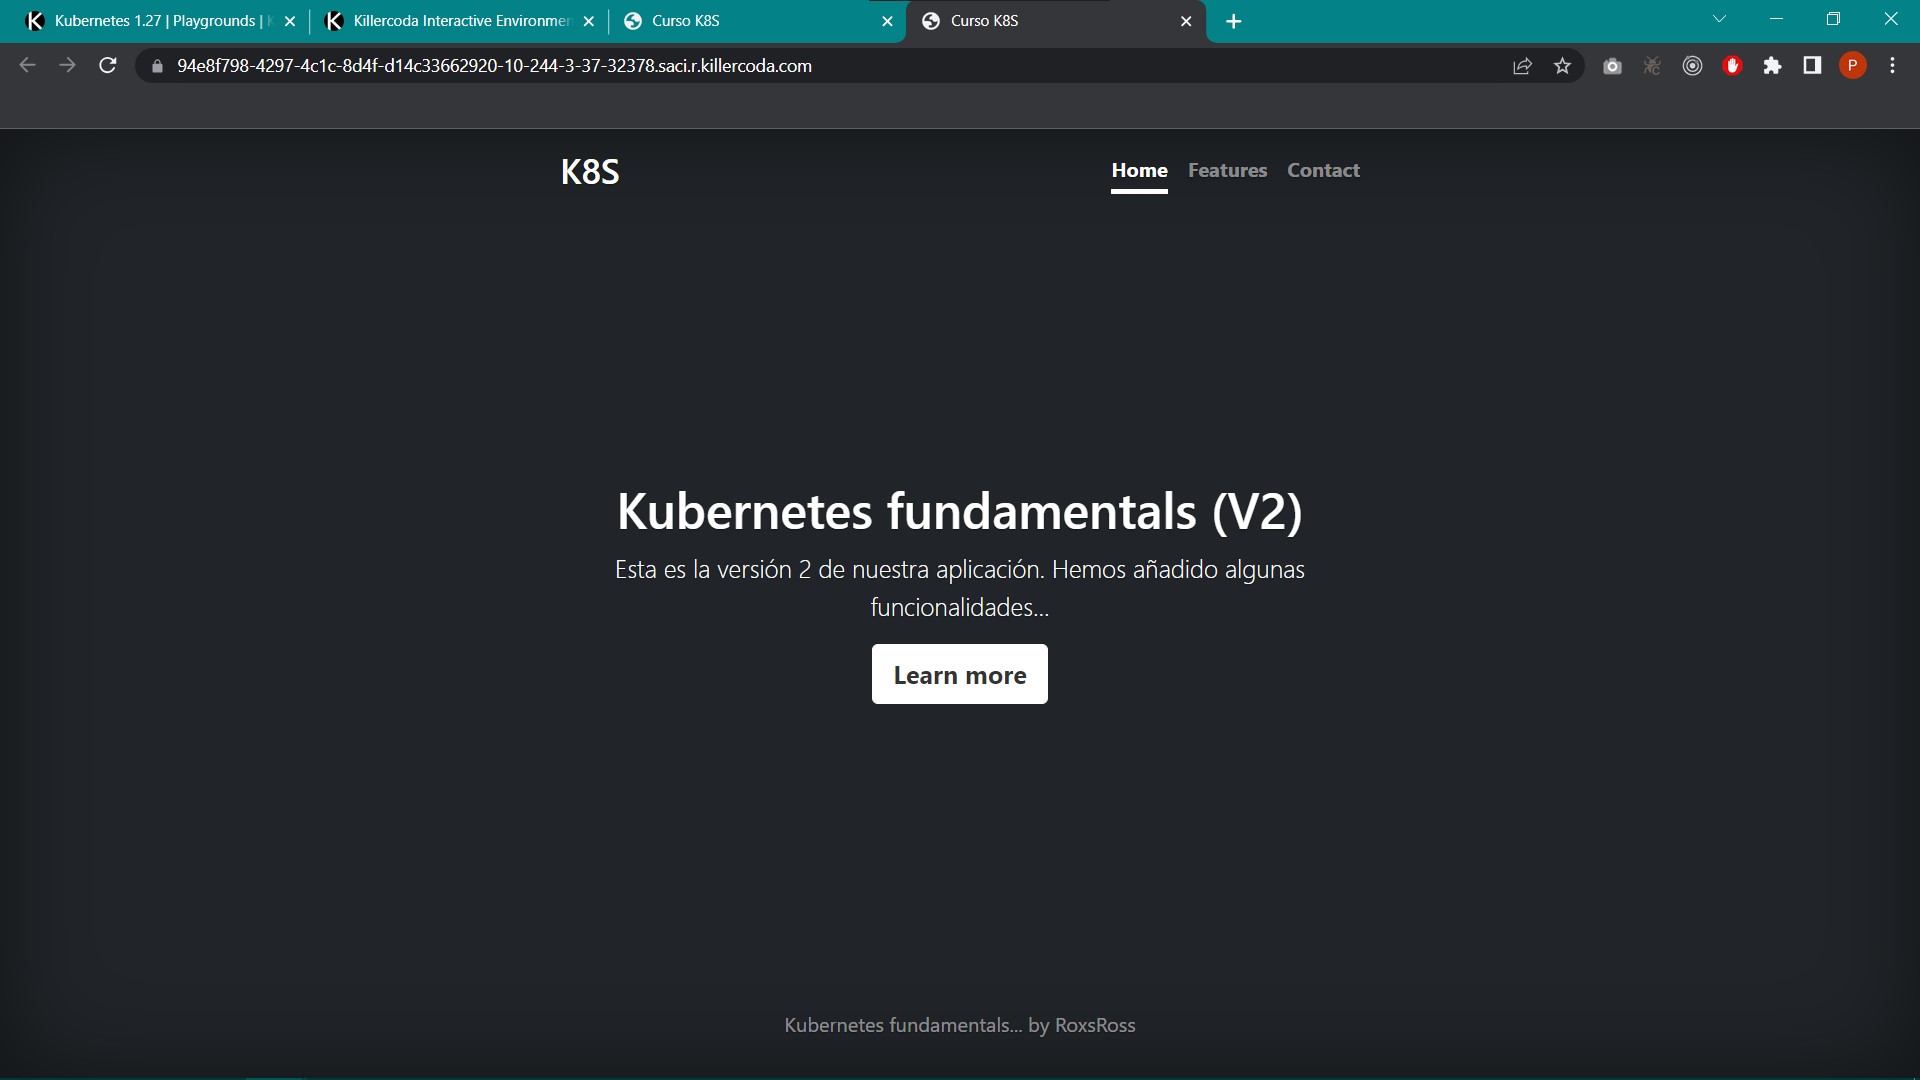 Kubernetes 1.27 | Playgrounds |
Killercoda Interactive Environmen
Curso K8S
Curso K8S
94e8f798-4297-4c1c-8d4f-d14c33662920-10-244-3-37-32378.saci.r.killercoda.com
P
K8S
Home
Features
Contact
Kubernetes fundamentals (V2)
Esta es la versión 2 de nuestra aplicación. Hemos añadido algunas
funcionalidades...
Learn more
Kubernetes fundamentals... by RoxsRoss